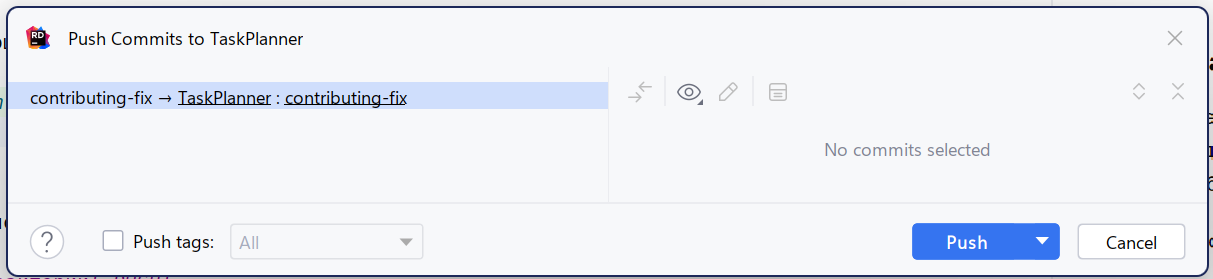 RD
Push Commits to TaskPlanner
contributing-fix → TaskPlanner : contributing-fix
No commits selected
?
Push tags:
All
Push
Cancel